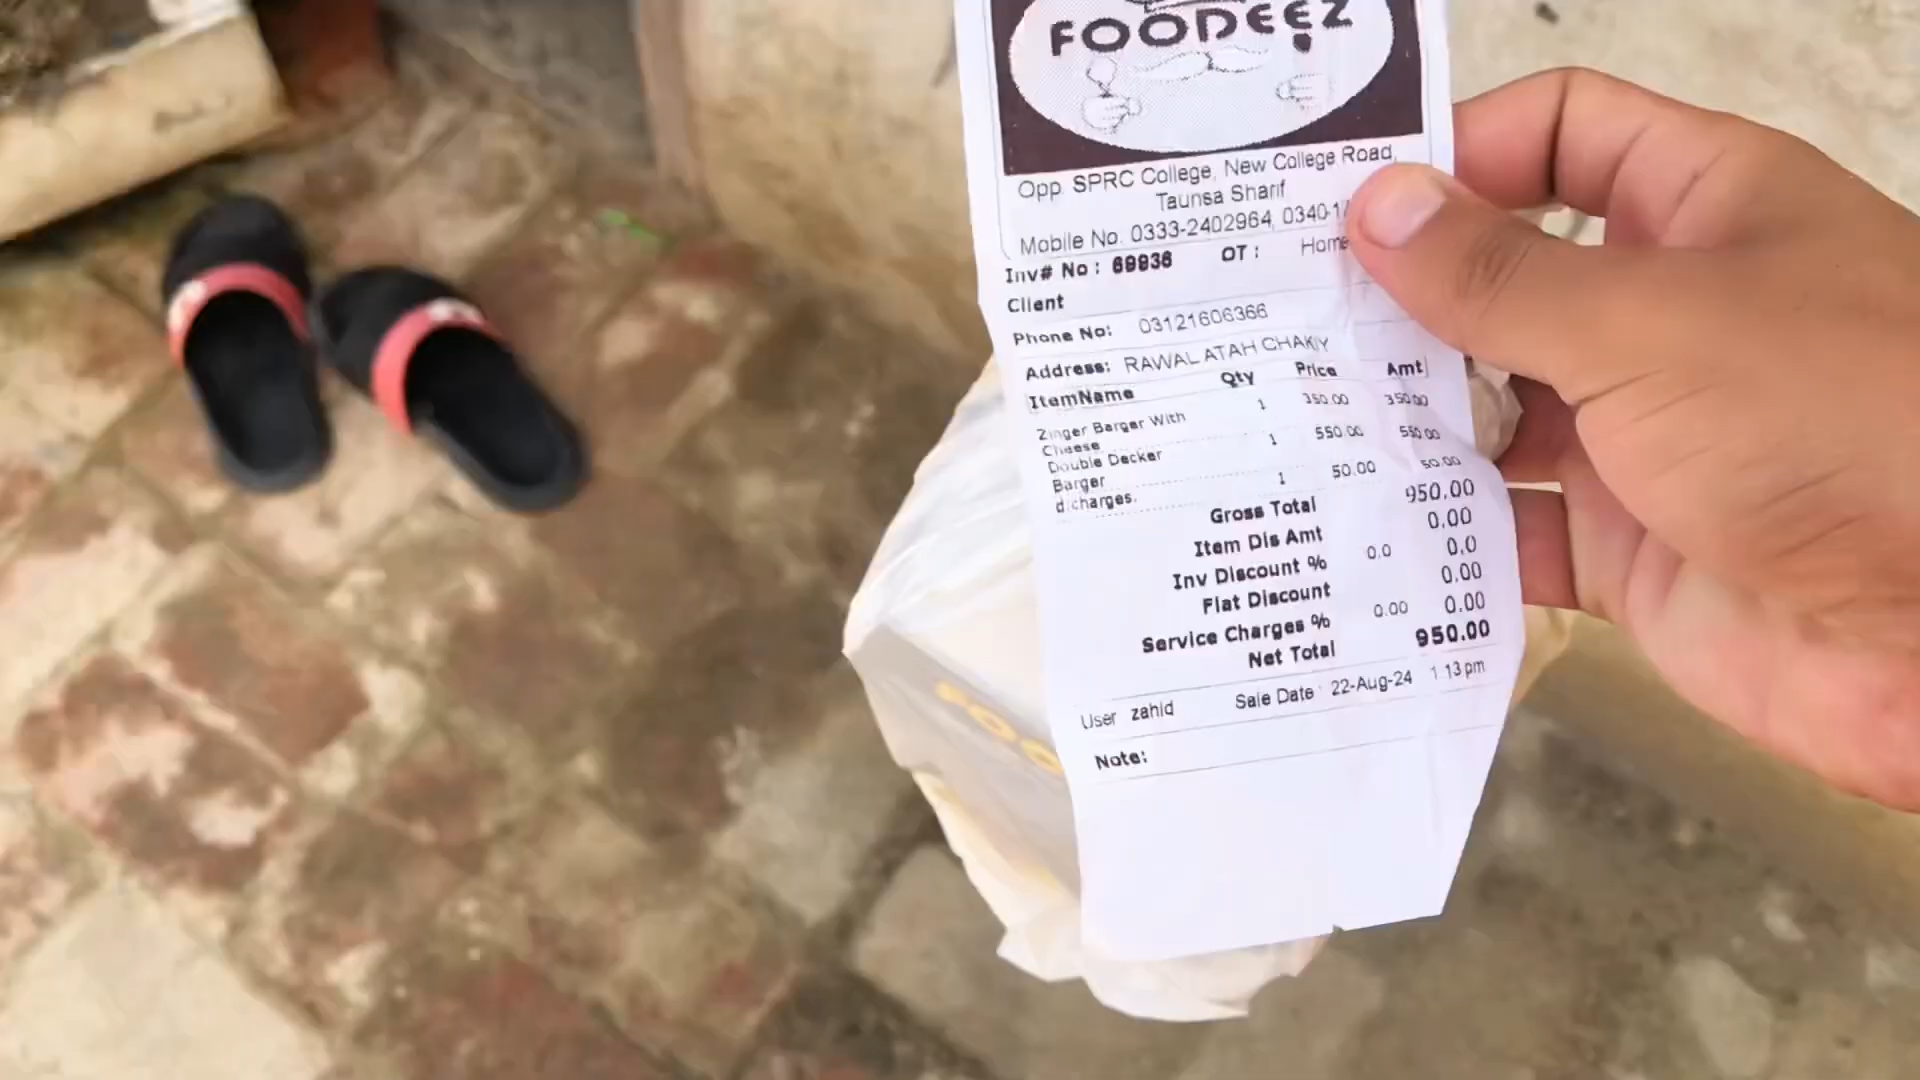 FOODEEZ
Opp. SPRC College, New College Road,
Taunsa Sharif
Mobile No. 0333-2402964, 0340-1
Inv# No : 69936 OT : Home
Client
Phone No: 03121606366
Address: RAWAL ATAH CHAKIY
ItemName Qty Price Amt
Zinger Barger With 1 350.00 350.00
Cheese
Double Decker 1 550.00 550.00
Barger
d.charges. 1 50.00 50.00
Gross Total 950.00
Item Dis Amt 0.00
Inv Discount % 0.0 0.0
Flat Discount 0.00
Service Charges % 0.00 0.00
Net Total 950.00
User zahid Sale Date : 22-Aug-24 1:13 pm
Note: